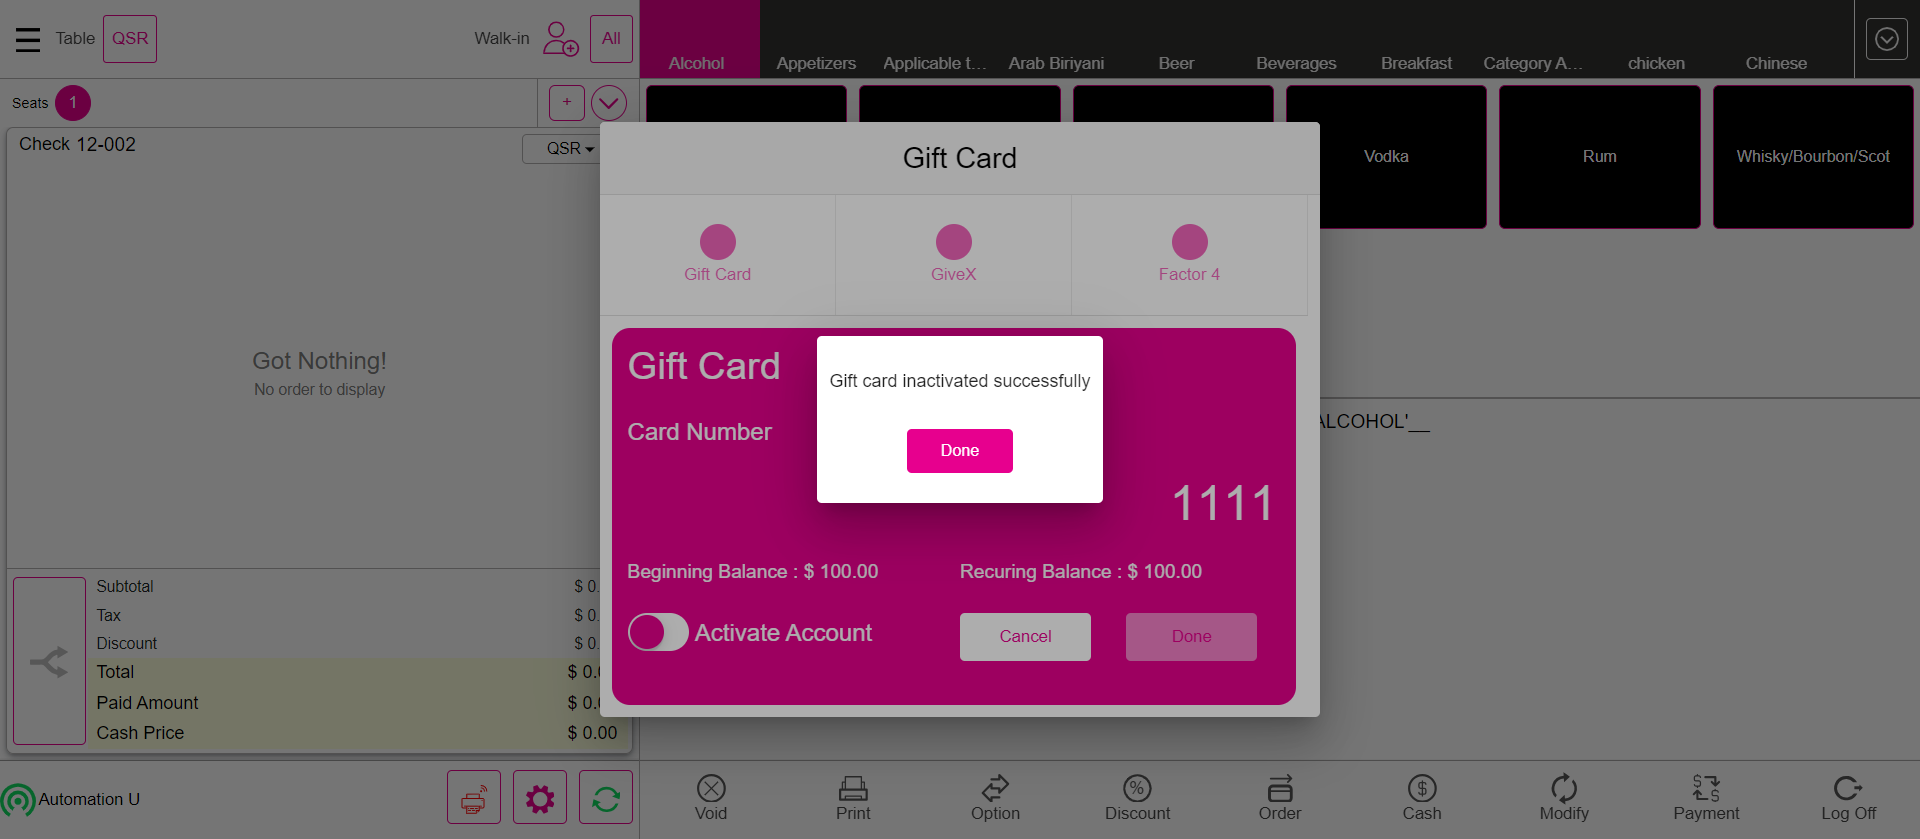 Table
QSR
Walk-in
All
Alcohol
Appetizers
Applicable t...
Arab Biriyani
Beer
Beverages
Breakfast
Category A...
chicken
Chinese
Seats
1
+
Check 12-002
QSR
Vodka
Rum
Whisky/Bourbon/Scot
Gift Card
Gift Card
GiveX
Factor 4
Got Nothing!
No order to display
Gift Card
Gift card inactivated successfully
Done
ALCOHOL'__
Card Number
1111
Beginning Balance : $ 100.00
Recuring Balance : $ 100.00
Activate Account
Cancel
Done
Subtotal
$ 0.
Tax
$ 0.
Discount
$ 0.
Total
$ 0.
Paid Amount
$ 0.
Cash Price
$ 0.00
Automation U
Void
Print
Option
Discount
Order
Cash
Modify
Payment
Log Off